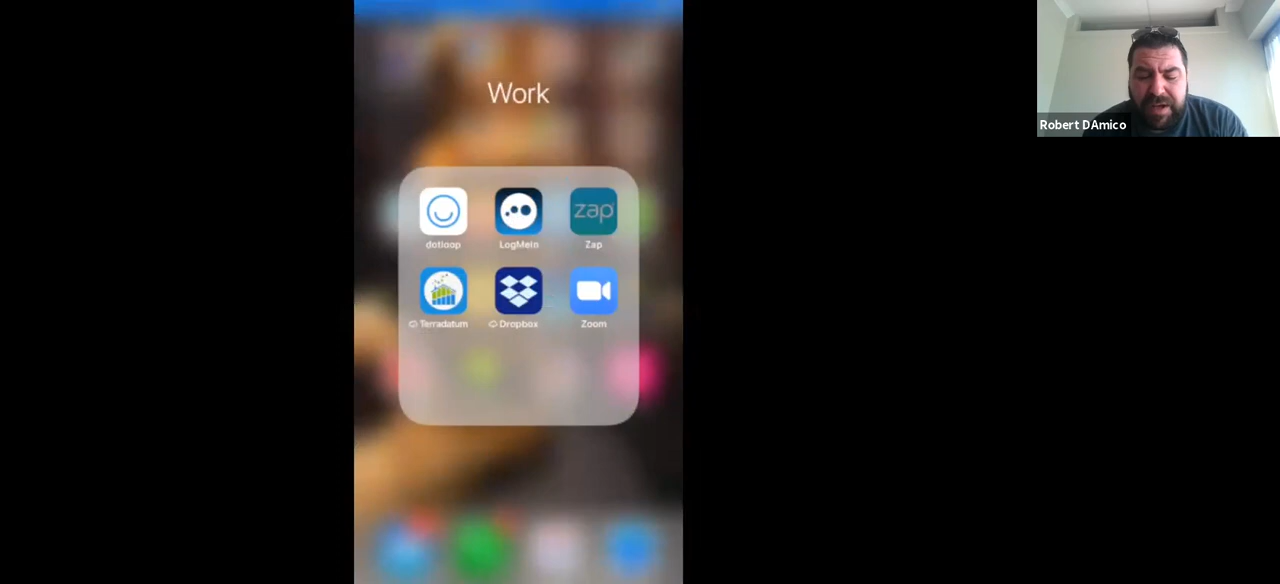 Work
zap
dotloop LogMeIn Zap
Terradatum Dropbox Zoom
Robert DAmico